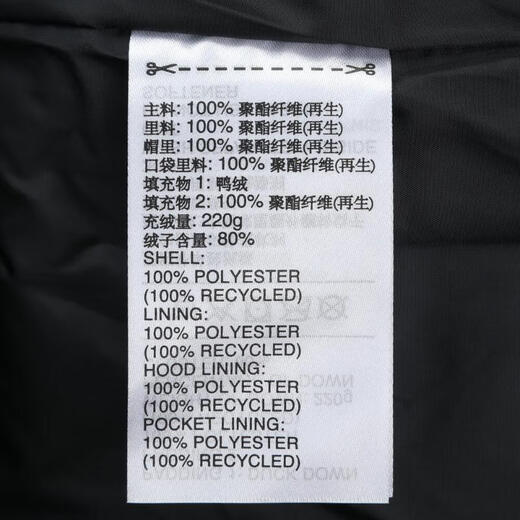 主料: 100% 聚酯纤维(再生)
里料: 100% 聚酯纤维(再生)
帽里: 100% 聚酯纤维(再生)
口袋里料: 100% 聚酯纤维(再生)
填充物 1: 鸭绒
填充物 2: 100% 聚酯纤维(再生)
充绒量: 220g
绒子含量: 80%
SHELL:
100% POLYESTER
(100% RECYCLED)
LINING:
100% POLYESTER
(100% RECYCLED)
HOOD LINING:
100% POLYESTER
(100% RECYCLED)
POCKET LINING:
100% POLYESTER
(100% RECYCLED)